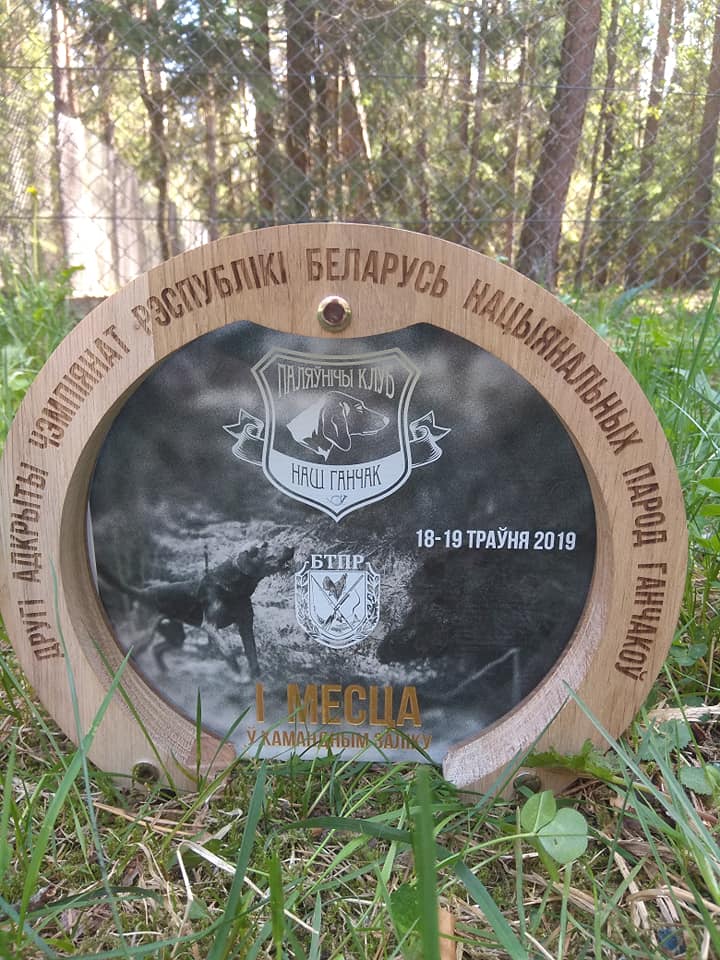 ДРУГІ АДКРЫТЫ ЧЭМПІЯНАТ РЭСПУБЛІКІ БЕЛАРУСЬ НАЦЫЯНАЛЬНЫХ ПАРОД ГАНЧАКОЎ
ПАЛЯЎНІЧЫ КЛУБ
НАШ ГАНЧАК
18-19 ТРАЎНЯ 2019
БТПР
І МЕСЦА
Ў КАМАНДНЫМ ЗАЛІКУ